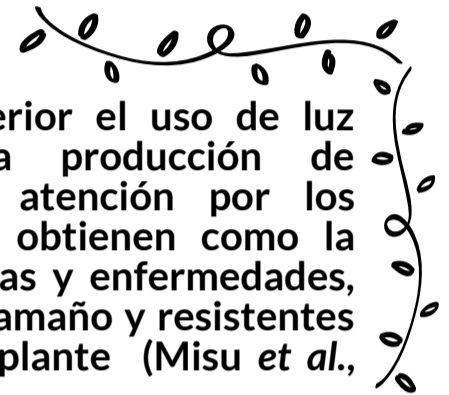 erior el uso de luz
a producción de
atención por los
obtienen como la
as y enfermedades,
amaño y resistentes
plante (Misu et al.,